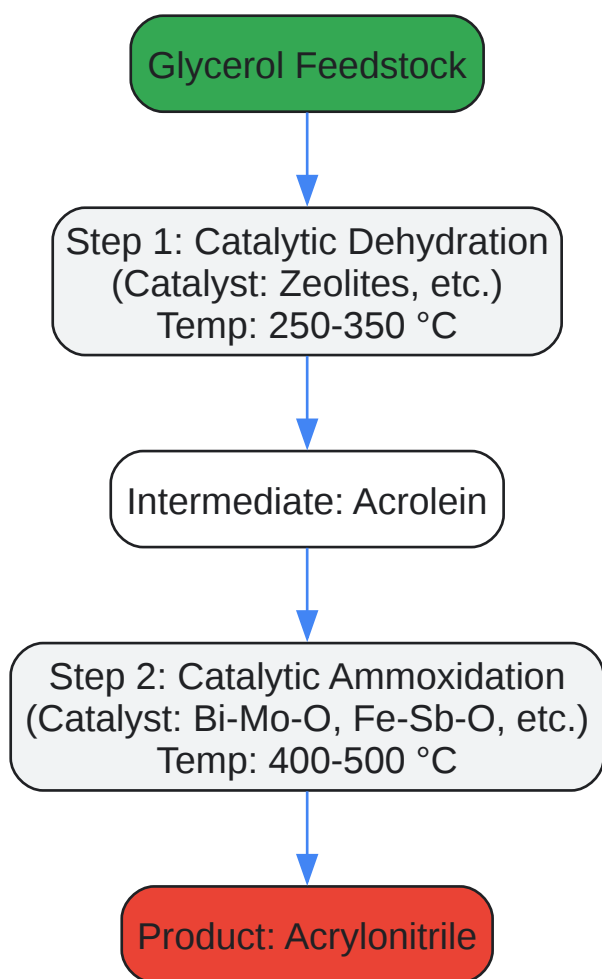 Glycerol Feedstock
Step 1: Catalytic Dehydration
(Catalyst: Zeolites, etc.)
Temp: 250-350 °C
Intermediate: Acrolein
Step 2: Catalytic Ammoxidation
(Catalyst: Bi-Mo-O, Fe-Sb-O, etc.)
Temp: 400-500 °C
Product: Acrylonitrile